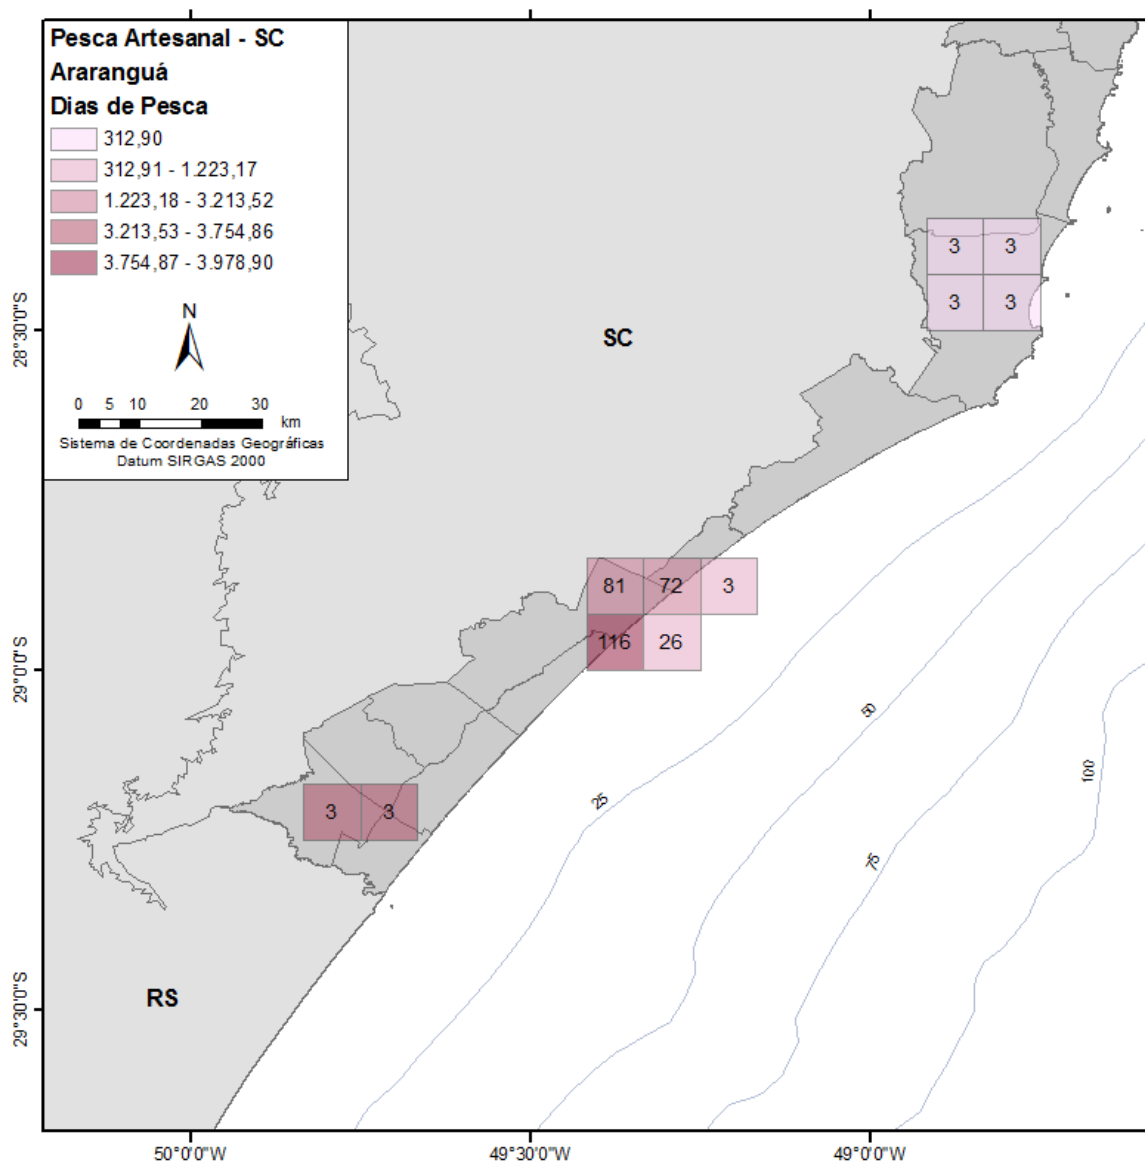 Pesca Artesanal - SC
Araranguá
Dias de Pesca
312,90
312,91 - 1.223,17
1.223,18 - 3.213,52
3.213,53 - 3.754,86
3.754,87 - 3.978,90
N
0 5 10 20 30
km
Sistema de Coordenadas Geográficas
Datum SIRGAS 2000
SC
RS
3 3
3 3
81 72 3
116 26
3 3
25
50
75
100
28°30'0"S
29°0'0"S
29°30'0"S
50°0'0"W 49°30'0"W 49°0'0"W